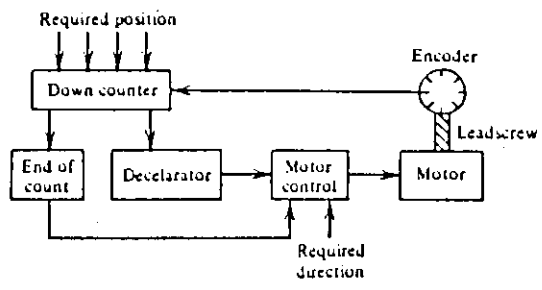 Required position
Encoder
Down counter
Leadscrew
End of
count
Decelarator
Motor
control
Motor
Required
direction